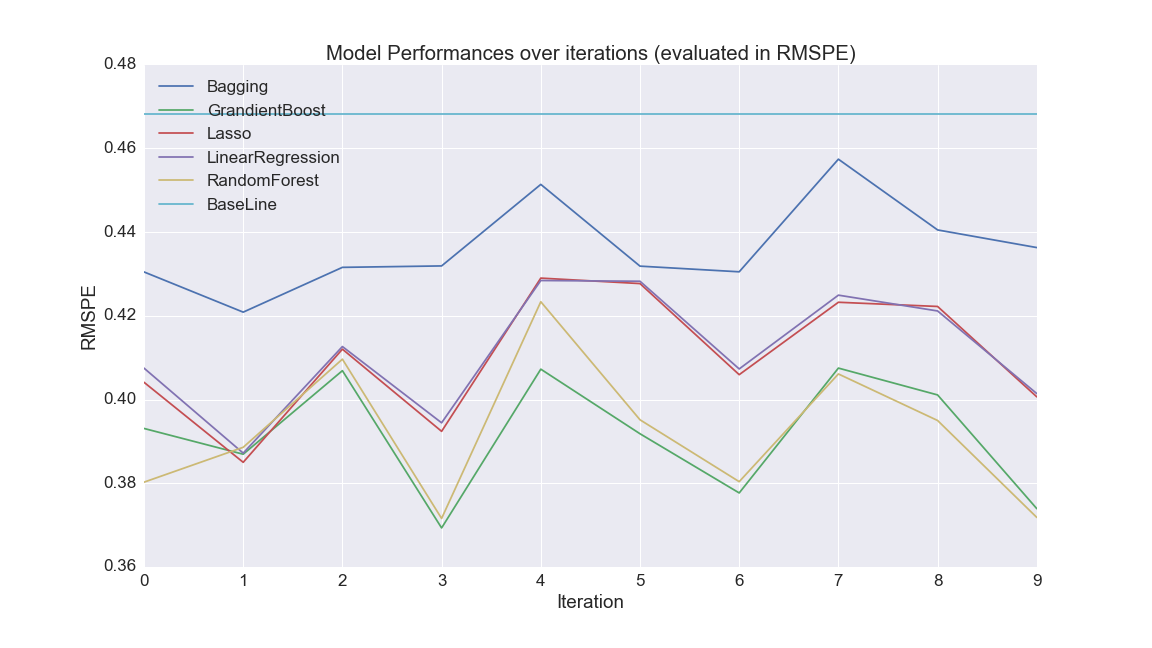 Model Performances over iterations (evaluated in RMSPE)
0.48
0.46
0.44
0.42
0.40
0.38
0.36
RMSPE
Bagging
GrandientBoost
Lasso
LinearRegression
RandomForest
BaseLine
0 1 2 3 4 5 6 7 8 9
Iteration